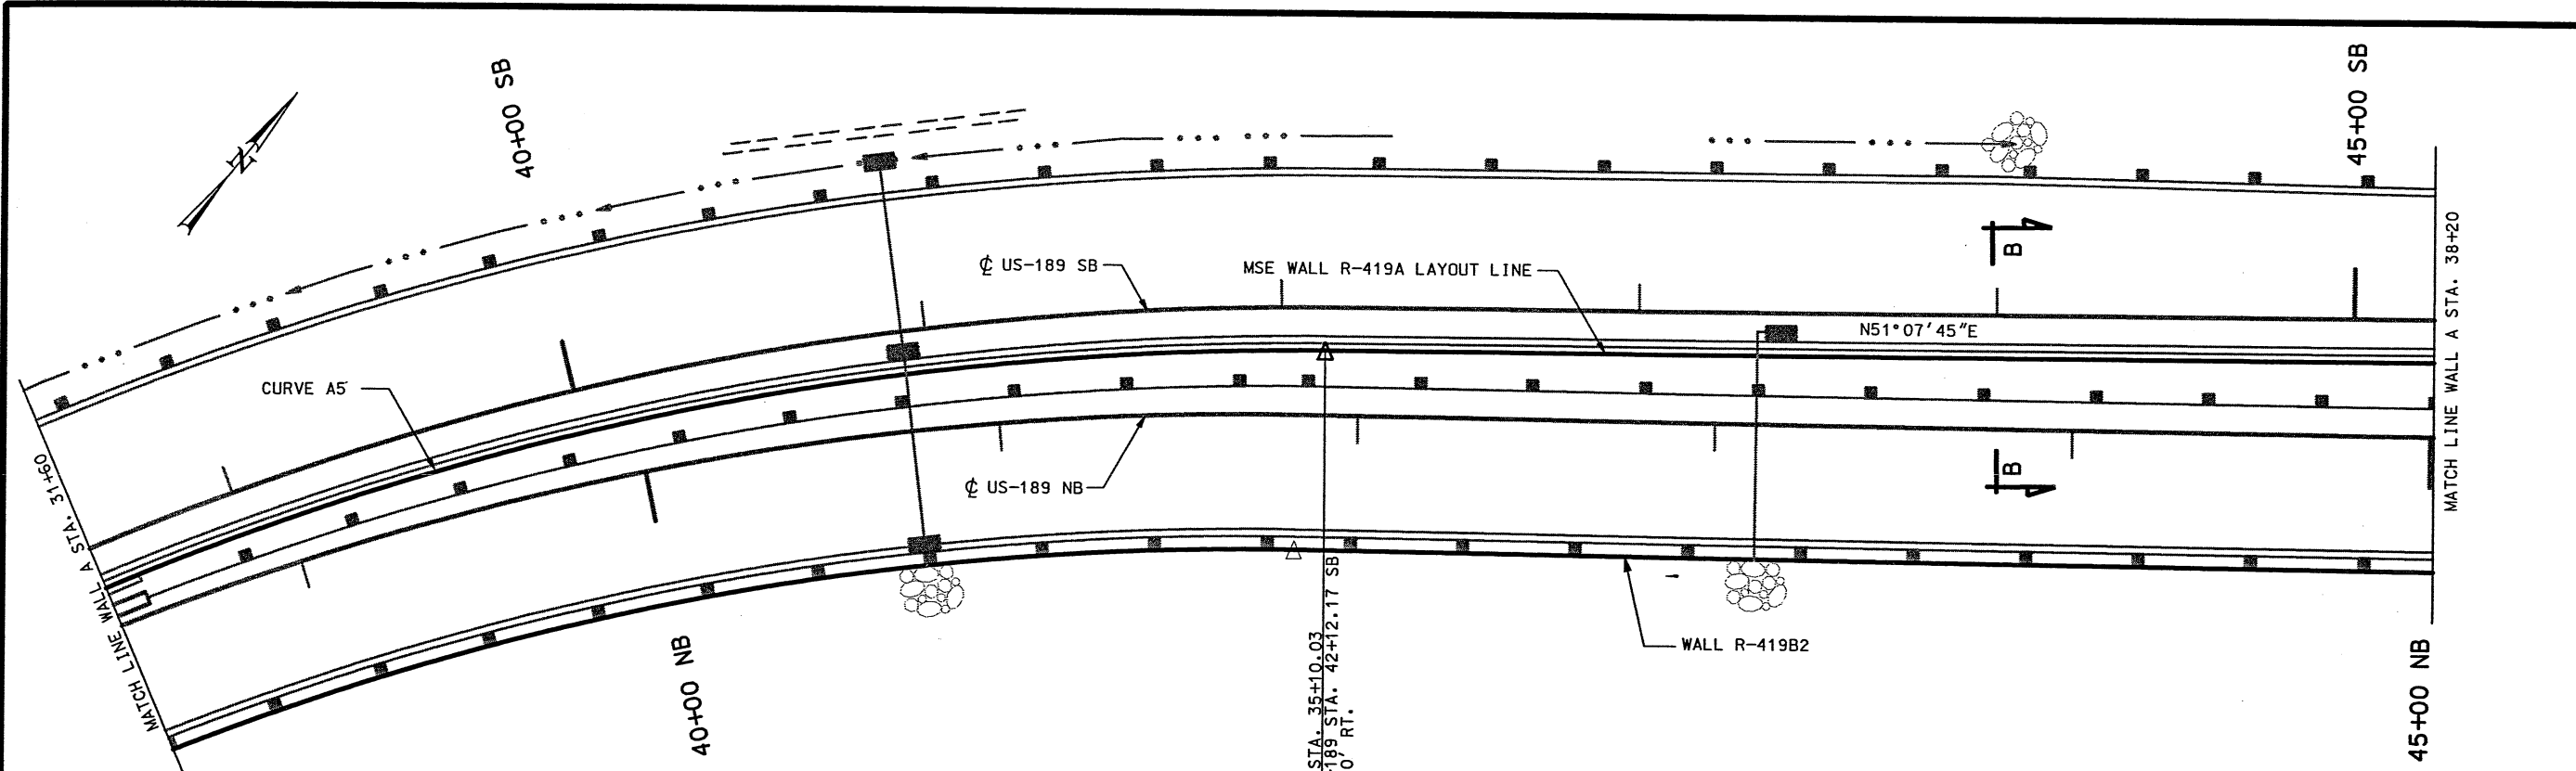 40+00 SB
45+00 SB
N
℄ US-189 SB
MSE WALL R-419A LAYOUT LINE
B
N51°07'45"E
CURVE A5
MATCH LINE WALL A STA. 31+60
MATCH LINE WALL A STA. 38+20
℄ US-189 NB
B
WALL R-419B2
STA. 35+10.03
189 STA. 42+12.17 SB
0' RT.
40+00 NB
45+00 NB